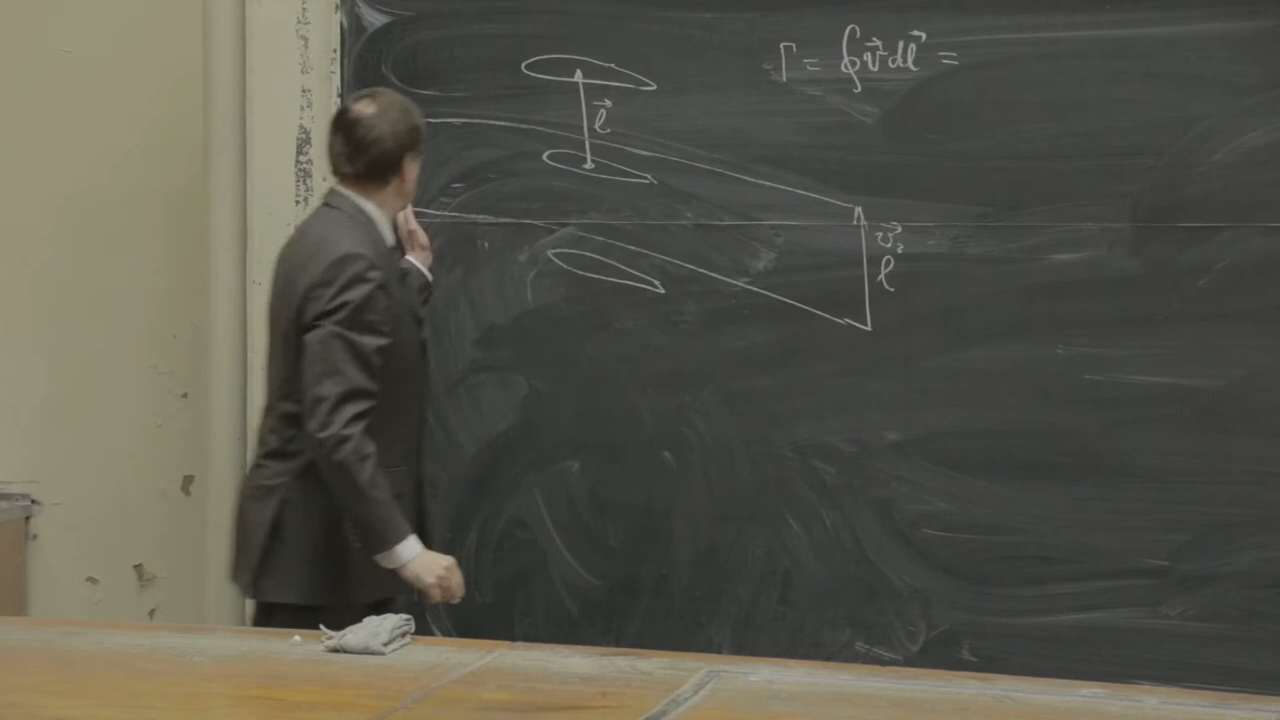 Γ = ∮v⃗dl⃗ =
l⃗
v⃗₂
l